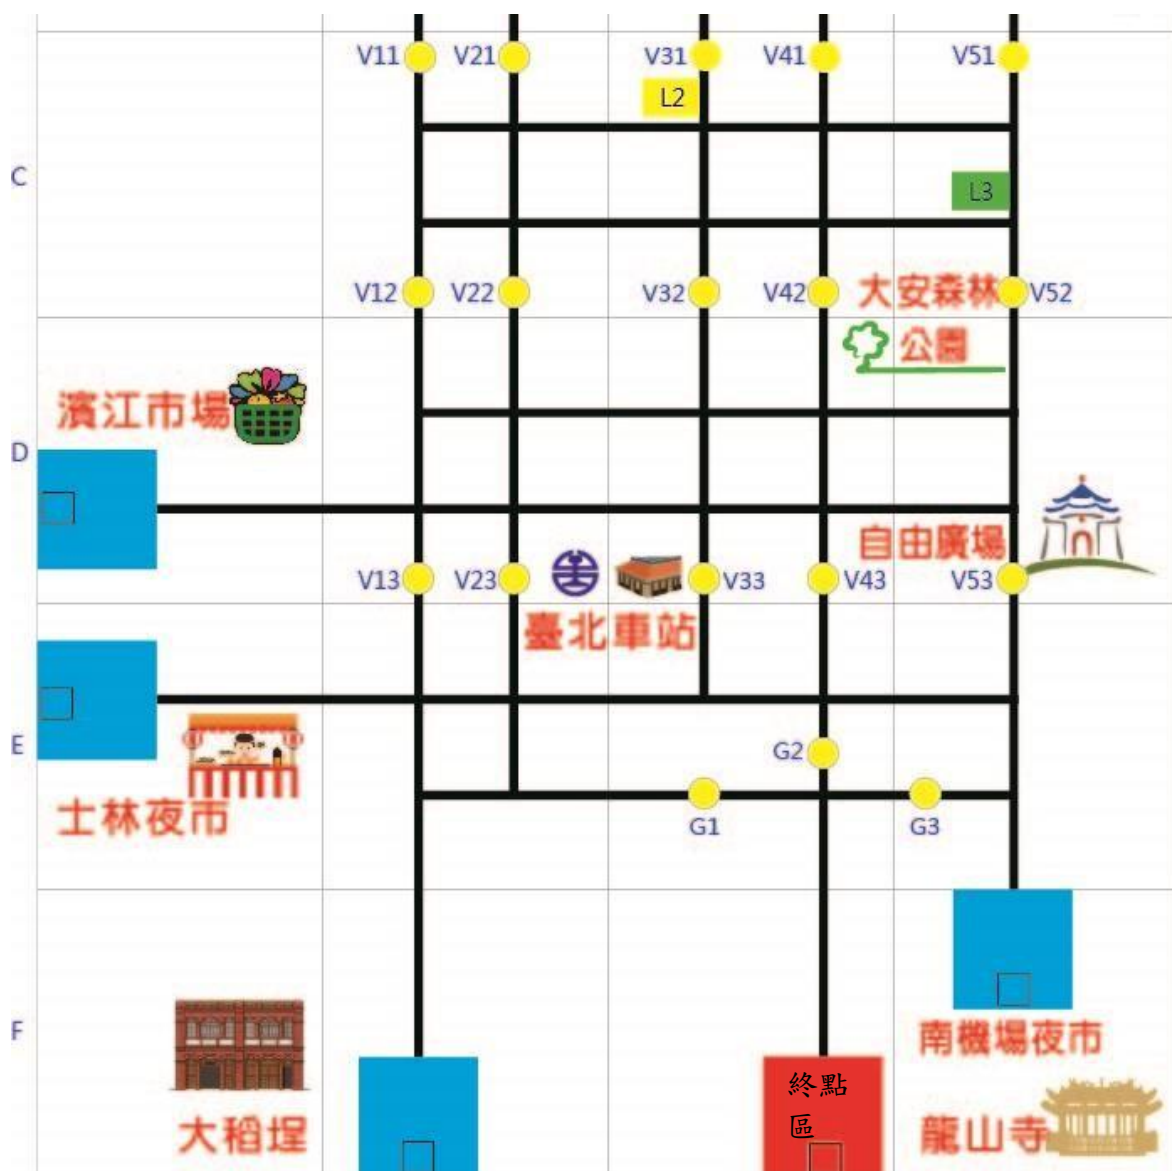 V11 V21 V31 V41 V51
L2
C
L3
V12 V22 V32 V42 大安森林 V52
公園
濱江市場
D
自由廣場
V13 V23 V33 V43 V53
臺北車站
E
G2
士林夜市
G1 G3
F
南機場夜市
終點
區
大稻埕
龍山寺